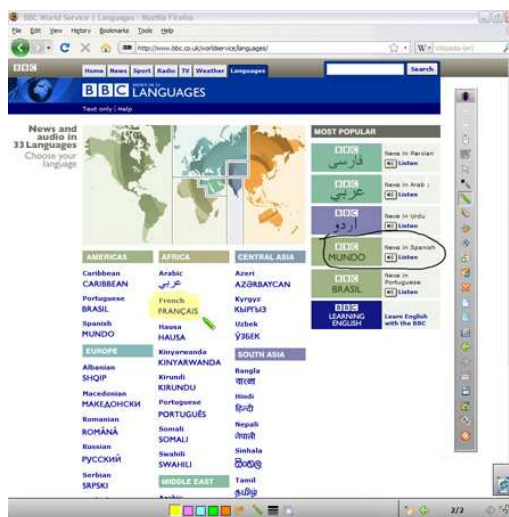 BBC World Service | Languages - Mozilla Firefox
File Edit View History Bookmarks Tools Help
http://www.bbc.co.uk/worldservice/languages/
BBC
Home News Sport Radio TV Weather Languages
Search
BBC LANGUAGES
Text only | Help
News and
audio in
33 Languages
Choose your
language
MOST POPULAR
BBC
فارسی
News in Persian
Listen
BBC
عربي
News in Arab
Listen
BBC
اردو
News in Urdu
Listen
BBC
MUNDO
News in Spanish
Listen
BBC
BRASIL
News in
Portuguese
Listen
BBC
LEARNING
ENGLISH
Learn English
with the BBC
AMERICAS
Caribbean
CARIBBEAN
Portuguese
BRASIL
Spanish
MUNDO
EUROPE
Albanian
SHQIP
Macedonian
МАКЕДОНСКИ
Romanian
ROMÂNĂ
Russian
РУССКИЙ
Serbian
SRPSKI
AFRICA
Arabic
عربي
French
FRANÇAIS
Hausa
HAUSA
Kinyarwanda
KINYARWANDA
Kirundi
KIRUNDI
Portuguese
PORTUGUÊS
Somali
SOMALI
Swahili
SWAHILI
MIDDLE EAST
Arabic
CENTRAL ASIA
Azeri
AZƏRBAYCAN
Kyrgyz
КЫРГЫЗ
Uzbek
ЎЗБЕК
SOUTH ASIA
Bangla
বাংলা
Hindi
हिन्दी
Nepali
नेपाली
Sinhala
සිංහල
Tamil
தமிழ்
2/2